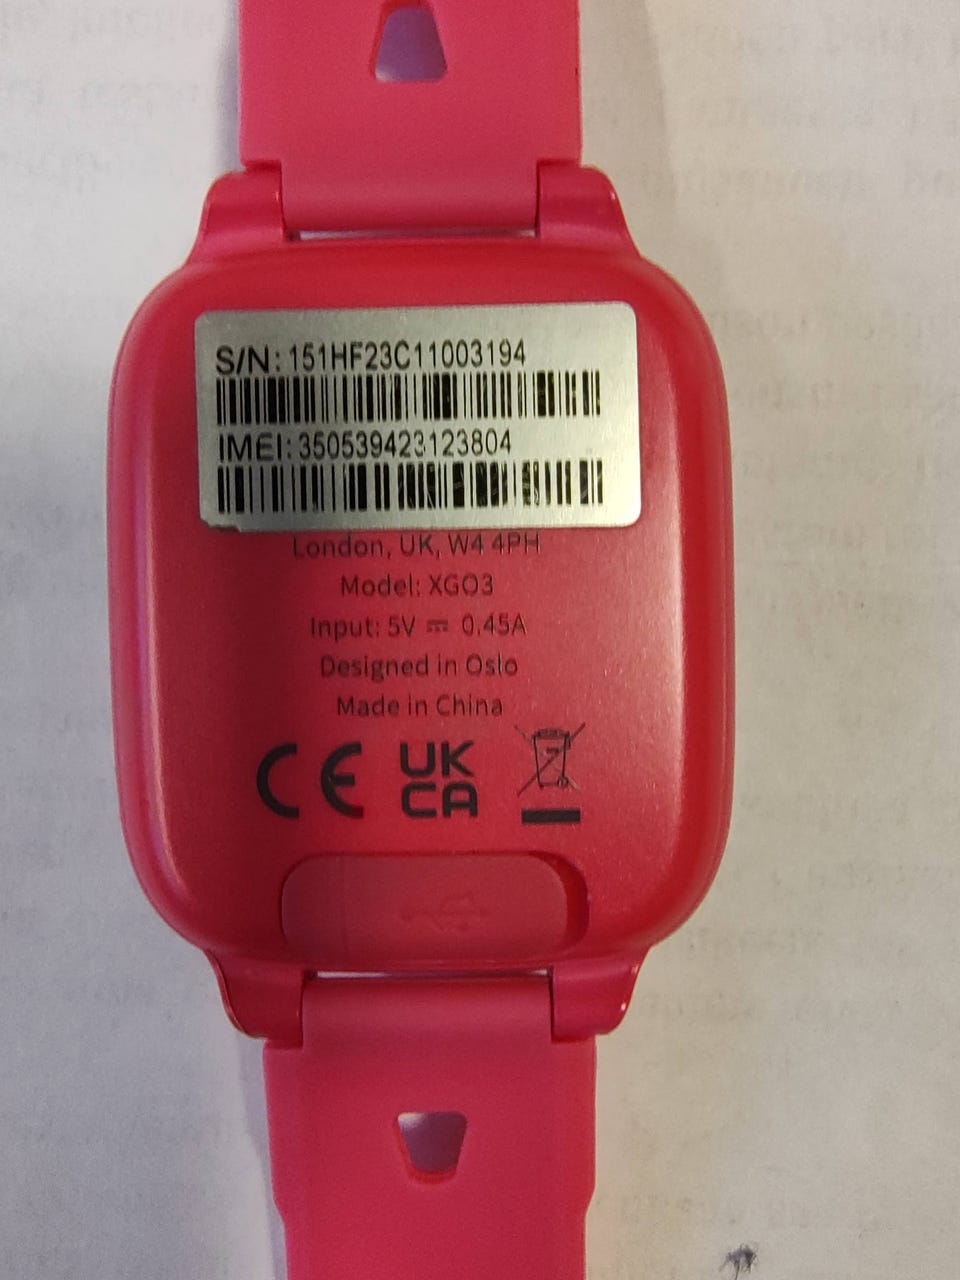 S/N: 151HF23C11003194
IMEI: 350539423123804
London, UK, W4 4PH
Model: XGO3
Input: 5V ⎓ 0.45A
Designed in Oslo
Made in China
CE
UK
CA